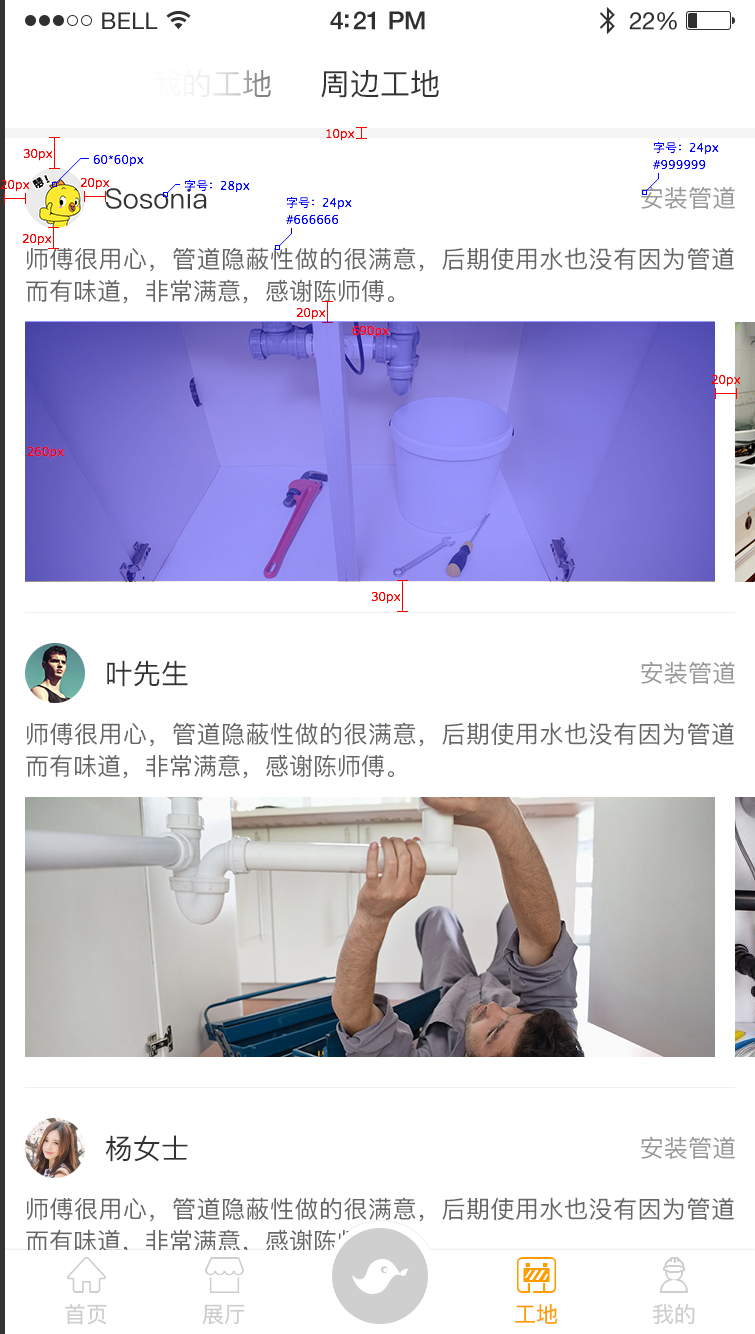 BELL 4:21 PM 22%
我的工地 周边工地
10px
30px
60*60px
字号：24px
#999999
20px
20px
字号：28px
Sosonia
安装管道
字号：24px
#666666
20px
师傅很用心，管道隐蔽性做的很满意，后期使用水也没有因为管道
而有味道，非常满意，感谢陈师傅。
20px
690px
20px
260px
30px
叶先生
安装管道
师傅很用心，管道隐蔽性做的很满意，后期使用水也没有因为管道
而有味道，非常满意，感谢陈师傅。
杨女士
安装管道
师傅很用心，管道隐蔽性做的很满意，后期使用水也没有因为管道
而有味道，非常满意，感谢陈师
首页 展厅 工地 我的